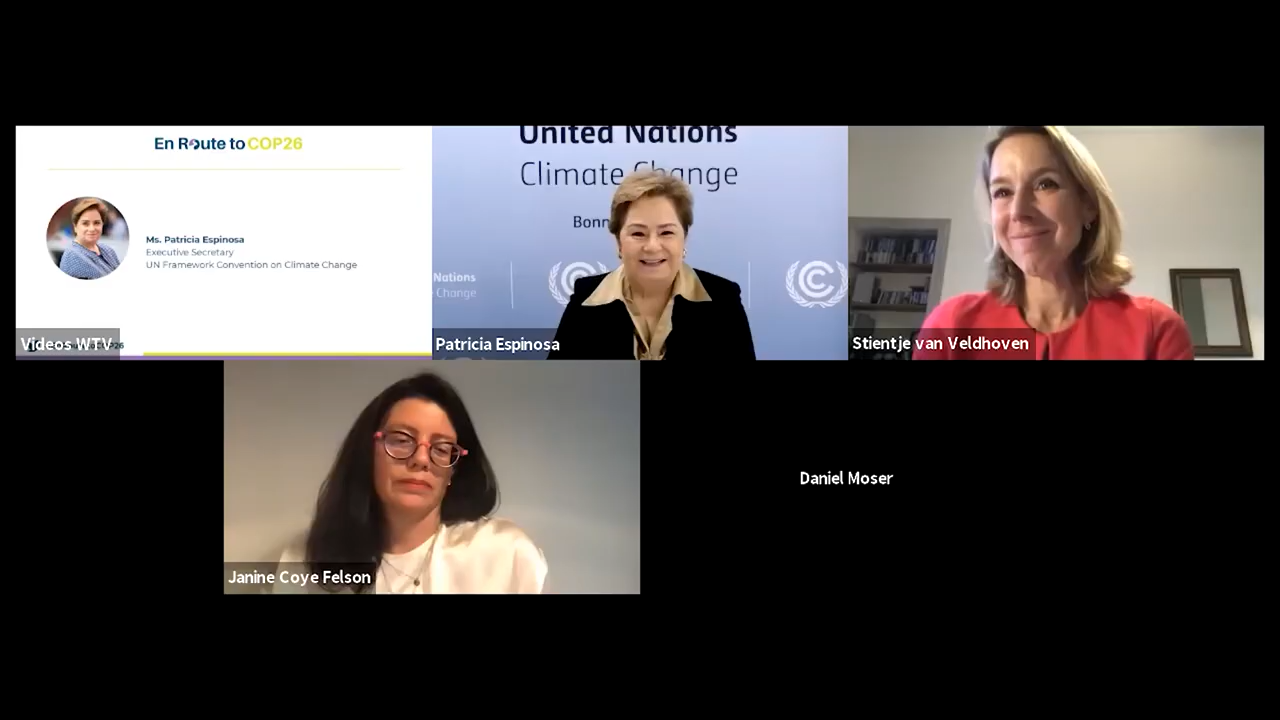 En Route to COP26
Ms. Patricia Espinosa
Executive Secretary
UN Framework Convention on Climate Change
Videos WTV
United Nations
Climate Change
Bonn
Nations
Change
Patricia Espinosa
Stientje van Veldhoven
Janine Coye Felson
Daniel Moser